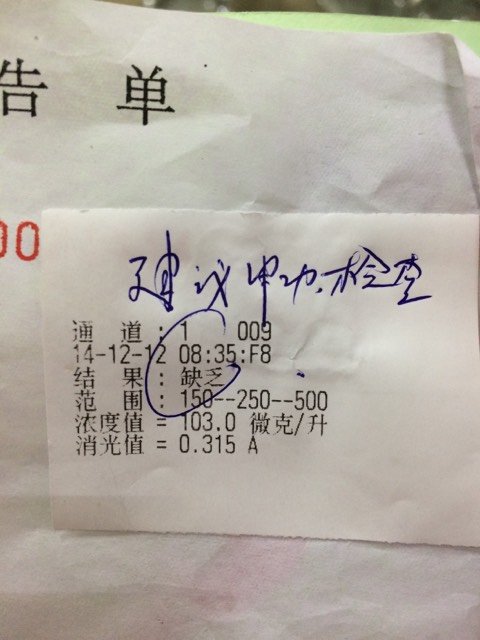 告 单
00
建议甲功.检查
通 道 : 1 009
14-12-12 08:35:F8
结 果 : 缺乏
范 围 : 150--250--500
浓度值 = 103.0 微克/升
消光值 = 0.315 A